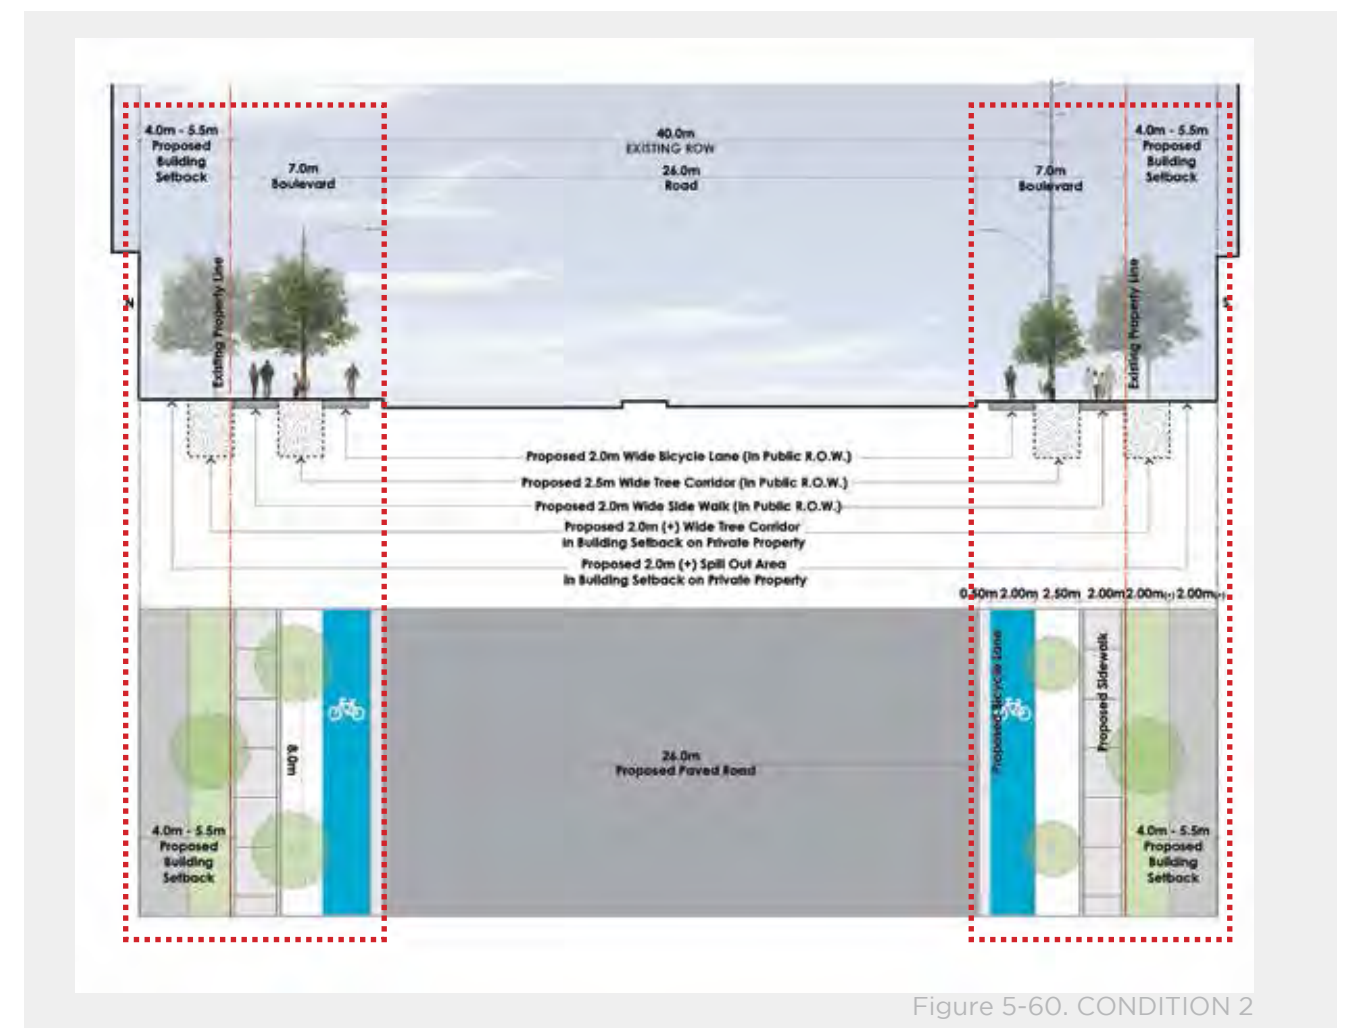 4.0m - 5.5m
Proposed
Building
Setback
7.0m
Boulevard
40.0m
EXISTING ROW
26.0m
Road
7.0m
Boulevard
4.0m - 5.5m
Proposed
Building
Setback
Existing Property Line
Existing Property Line
N
S
Proposed 2.0m Wide Bicycle Lane (In Public R.O.W.)
Proposed 2.5m Wide Tree Corridor (In Public R.O.W.)
Proposed 2.0m Wide Side Walk (In Public R.O.W.)
Proposed 2.0m (+) Wide Tree Corridor
in Building Setback on Private Property
Proposed 2.0m (+) Spill Out Area
in Building Setback on Private Property
0.50m 2.00m 2.50m 2.00m 2.00m(+) 2.00m(+)
Proposed Bicycle Lane
Proposed Sidewalk
8.0m
26.0m
Proposed Paved Road
4.0m - 5.5m
Proposed
Building
Setback
4.0m - 5.5m
Proposed
Building
Setback
Figure 5-60. CONDITION 2